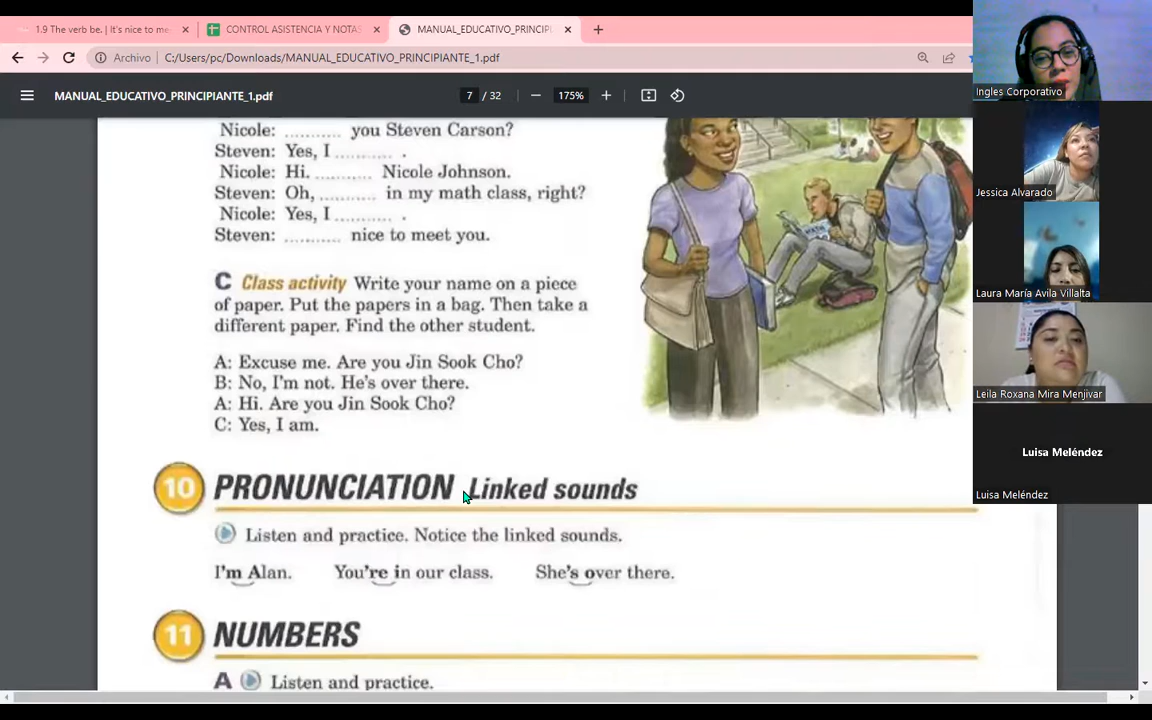 1.9 The verb be. | It's nice to me
CONTROL ASISTENCIA Y NOTAS
MANUAL_EDUCATIVO_PRINCIP
Archivo
C:/Users/pc/Downloads/MANUAL_EDUCATIVO_PRINCIPIANTE_1.pdf
MANUAL_EDUCATIVO_PRINCIPIANTE_1.pdf
7 / 32
175%
Nicole: .......... you Steven Carson?
Steven: Yes, I .......... .
Nicole: Hi. .......... Nicole Johnson.
Steven: Oh, .......... in my math class, right?
Nicole: Yes, I .......... .
Steven: .......... nice to meet you.
C Class activity Write your name on a piece
of paper. Put the papers in a bag. Then take a
different paper. Find the other student.
A: Excuse me. Are you Jin Sook Cho?
B: No, I'm not. He's over there.
A: Hi. Are you Jin Sook Cho?
C: Yes, I am.
10 PRONUNCIATION Linked sounds
Listen and practice. Notice the linked sounds.
I'm Alan. You're in our class. She's over there.
11 NUMBERS
A Listen and practice.
Ingles Corporativo
Jessica Alvarado
Laura María Avila Villalta
Leila Roxana Mira Menjivar
Luisa Meléndez
Luisa Meléndez